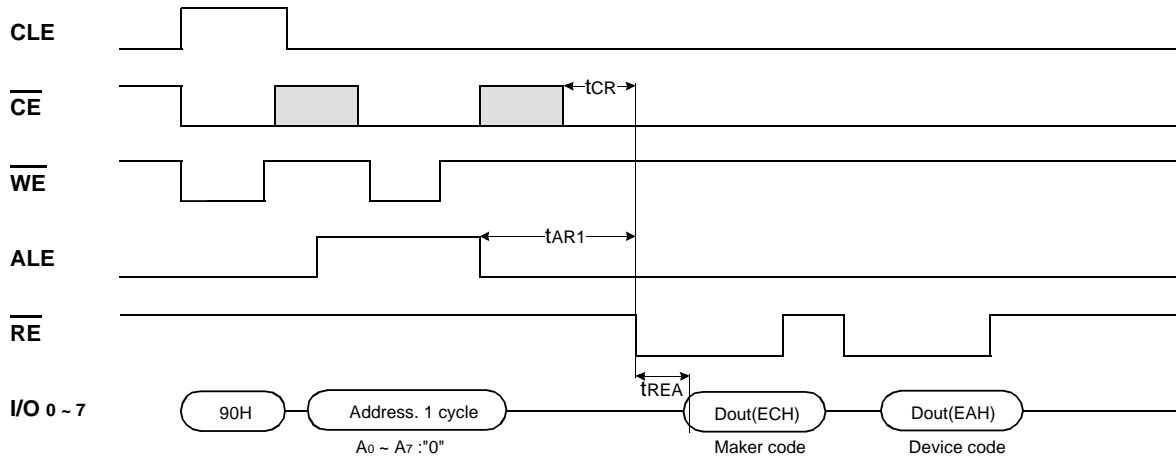 CLE
CE
tCR
WE
ALE
tAR1
RE
tREA
I/O 0 ~ 7
90H
Address. 1 cycle
Dout(ECH)
Dout(EAH)
A0 ~ A7 :"0"
Maker code
Device code